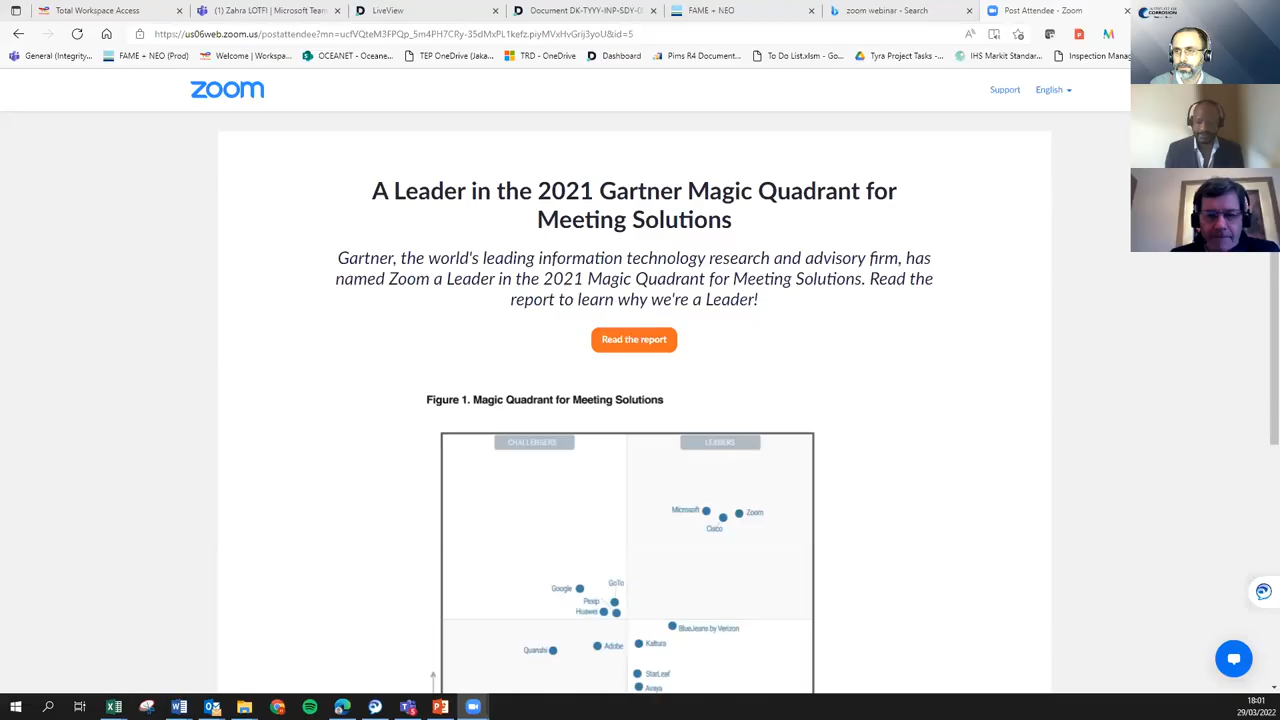 Total Workspace Access
(1) Zahra LOTFI | Microsoft Team
LiveView
Document DK-TYYY-INP-SDY-0
FAME + NEO
zoom webinar - Search
Post Attendee - Zoom
https://us06web.zoom.us/postattendee?mn=ucfVQteM3FPQp_5m4PH7CRy-35dMxPL1kefz.piyMVxHvGrij3yoU&id=5
General (Integrity...
FAME + NEO (Prod)
Welcome | Workspa...
OCEANET - Oceane...
TEP OneDrive (Jaka...
TRD - OneDrive
Dashboard
Pims R4 Document...
To Do List.xlsm - Go...
Tyra Project Tasks -...
IHS Markit Standar...
Inspection Manag
CORROSION
zoom
Support
English
A Leader in the 2021 Gartner Magic Quadrant for
Meeting Solutions
Gartner, the world's leading information technology research and advisory firm, has
named Zoom a Leader in the 2021 Magic Quadrant for Meeting Solutions. Read the
report to learn why we're a Leader!
Read the report
Figure 1. Magic Quadrant for Meeting Solutions
CHALLENGERS
LEADERS
Microsoft
Zoom
Cisco
Google
GoTo
Pexip
Huawei
BlueJeans by Verizon
Kaltura
Adobe
Quanshi
StarLeaf
Avaya
18:01
29/03/2022